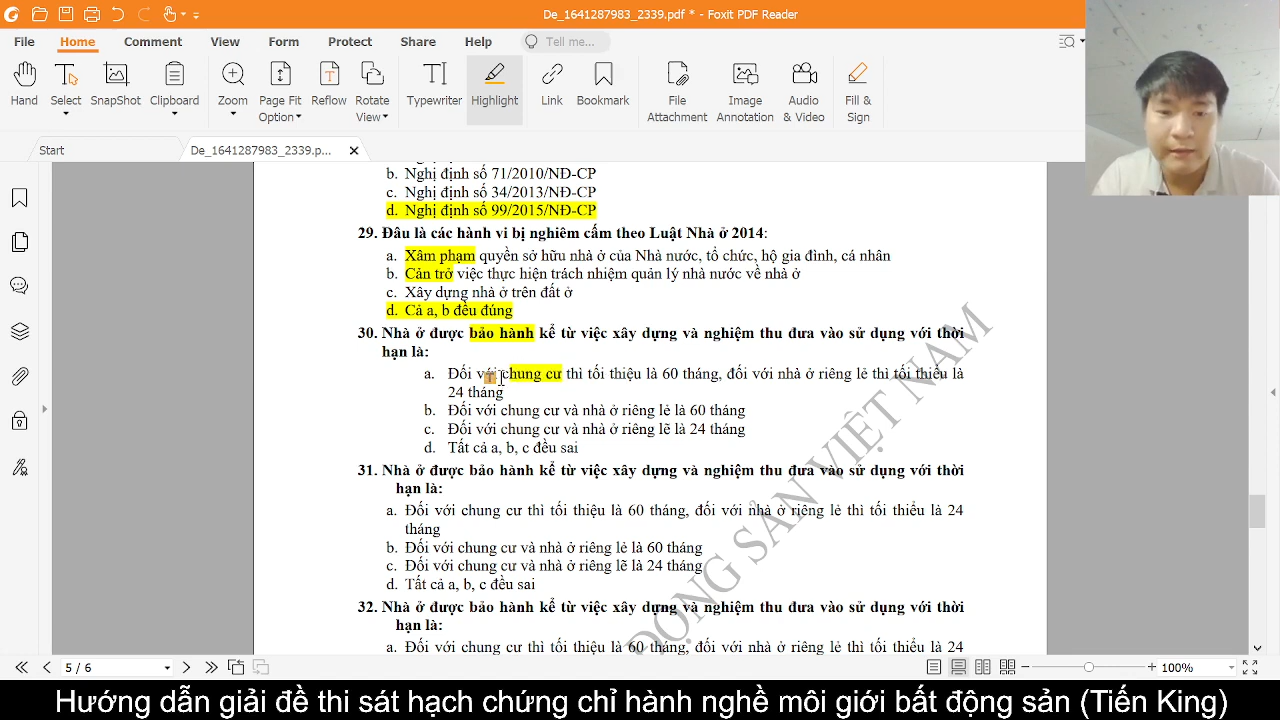 De_1641287983_2339.pdf * - Foxit PDF Reader
File Home Comment View Form Protect Share Help Tell me...
Hand Select SnapShot Clipboard Zoom Page Fit Option Reflow Rotate View Typewriter Highlight Link Bookmark File Attachment Image Annotation Audio & Video Fill & Sign
Start De_1641287983_2339.p...
b. Nghị định số 71/2010/NĐ-CP
c. Nghị định số 34/2013/NĐ-CP
d. Nghị định số 99/2015/NĐ-CP
29. Đâu là các hành vi bị nghiêm cấm theo Luật Nhà ở 2014:
a. Xâm phạm quyền sở hữu nhà ở của Nhà nước, tổ chức, hộ gia đình, cá nhân
b. Cản trở việc thực hiện trách nhiệm quản lý nhà nước về nhà ở
c. Xây dựng nhà ở trên đất ở
d. Cả a, b đều đúng
30. Nhà ở được bảo hành kể từ việc xây dựng và nghiệm thu đưa vào sử dụng với thời
hạn là:
a. Đối với chung cư thì tối thiệu là 60 tháng, đối với nhà ở riêng lẻ thì tối thiểu là
24 tháng
b. Đối với chung cư và nhà ở riêng lẻ là 60 tháng
c. Đối với chung cư và nhà ở riêng lẽ là 24 tháng
d. Tất cả a, b, c đều sai
31. Nhà ở được bảo hành kể từ việc xây dựng và nghiệm thu đưa vào sử dụng với thời
hạn là:
a. Đối với chung cư thì tối thiệu là 60 tháng, đối với nhà ở riêng lẻ thì tối thiểu là 24
tháng
b. Đối với chung cư và nhà ở riêng lẻ là 60 tháng
c. Đối với chung cư và nhà ở riêng lẽ là 24 tháng
d. Tất cả a, b, c đều sai
32. Nhà ở được bảo hành kể từ việc xây dựng và nghiệm thu đưa vào sử dụng với thời
hạn là:
a. Đối với chung cư thì tối thiệu là 60 tháng, đối với nhà ở riêng lẻ thì tối thiểu là 24
ĐỘNG SẢN VIỆT NAM
5 / 6
100%
Hướng dẫn giải đề thi sát hạch chứng chỉ hành nghề môi giới bất động sản (Tiến King)